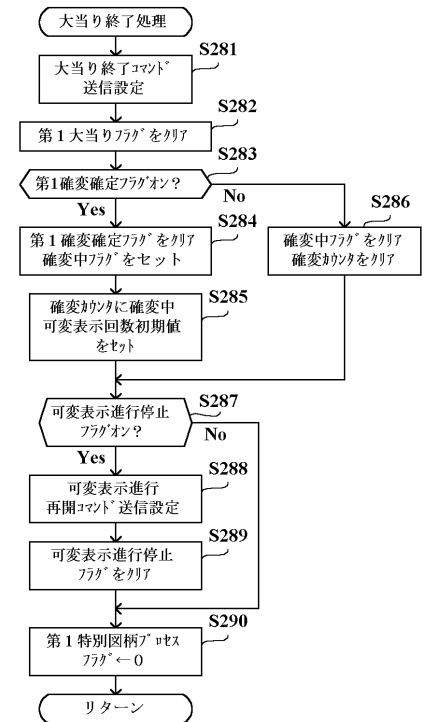 大当り終了処理
S281
大当り終了ｺﾏﾝﾄﾞ
送信設定
S282
第１大当りﾌﾗｸﾞをｸﾘｱ
S283
第1確変確定ﾌﾗｸﾞｵﾝ？
No
Yes
S284
第１確変確定ﾌﾗｸﾞをｸﾘｱ
確変中ﾌﾗｸﾞをｾｯﾄ
S286
確変中ﾌﾗｸﾞをｸﾘｱ
確変ｶｳﾝﾀをｸﾘｱ
S285
確変ｶｳﾝﾀに確変中
可変表示回数初期値
をｾｯﾄ
S287
可変表示進行停止
ﾌﾗｸﾞｵﾝ？
No
Yes
S288
可変表示進行
再開ｺﾏﾝﾄﾞ送信設定
S289
可変表示進行停止
ﾌﾗｸﾞをｸﾘｱ
S290
第１特別図柄ﾌﾟﾛｾｽ
ﾌﾗｸﾞ←０
リターン